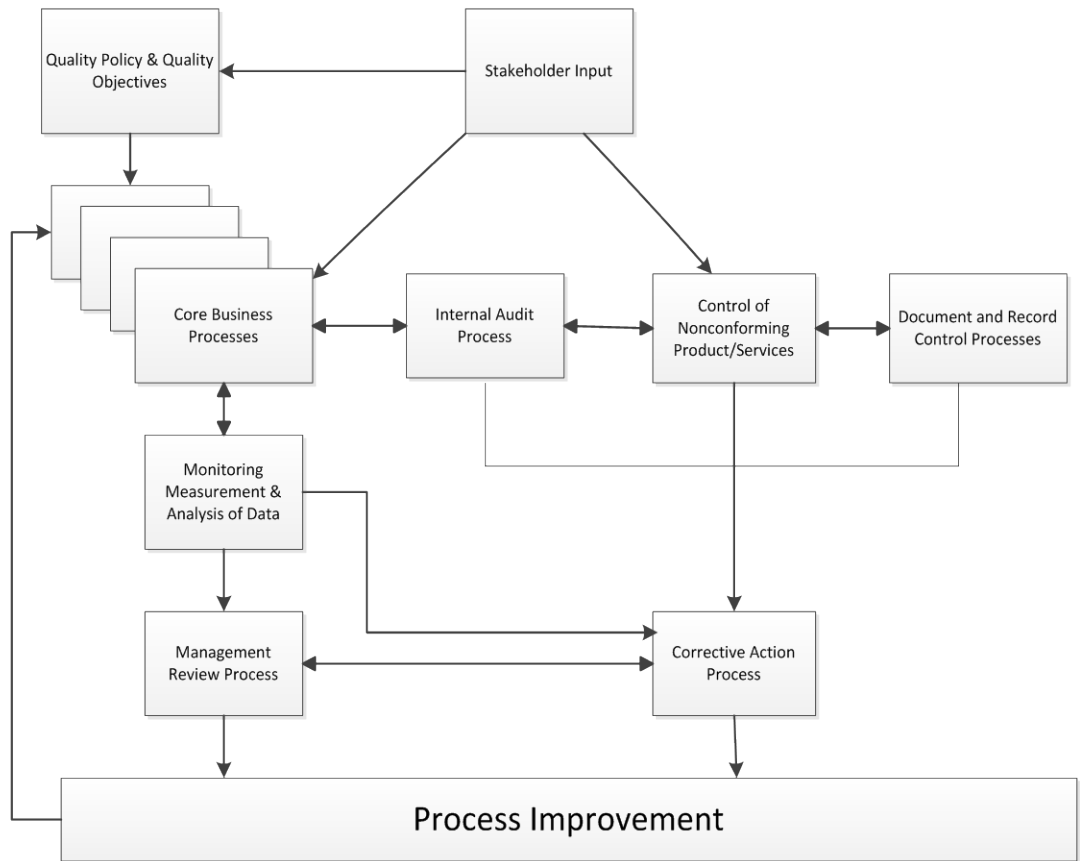 Quality Policy & Quality
Objectives
Stakeholder Input
Core Business
Processes
Internal Audit
Process
Control of
Nonconforming
Product/Services
Document and Record
Control Processes
Monitoring
Measurement &
Analysis of Data
Management
Review Process
Corrective Action
Process
Process Improvement